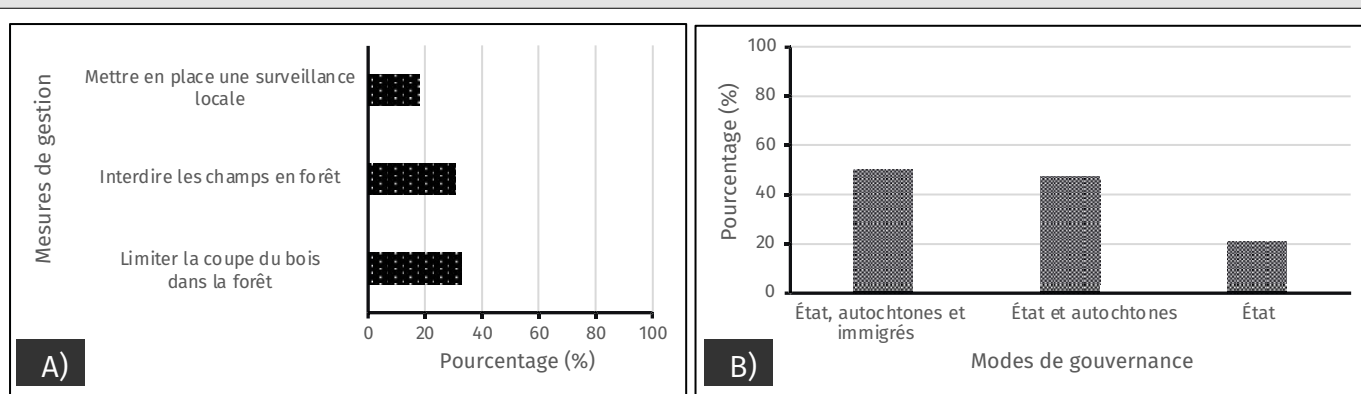 Mesures de gestion
Mettre en place une surveillance
locale
Interdire les champs en forêt
Limiter la coupe du bois
dans la forêt
0 20 40 60 80 100
Pourcentage (%)
A)
Pourcentage (%)
100
80
60
40
20
0
État, autochtones et
immigrés
État et autochtones
État
Modes de gouvernance
B)